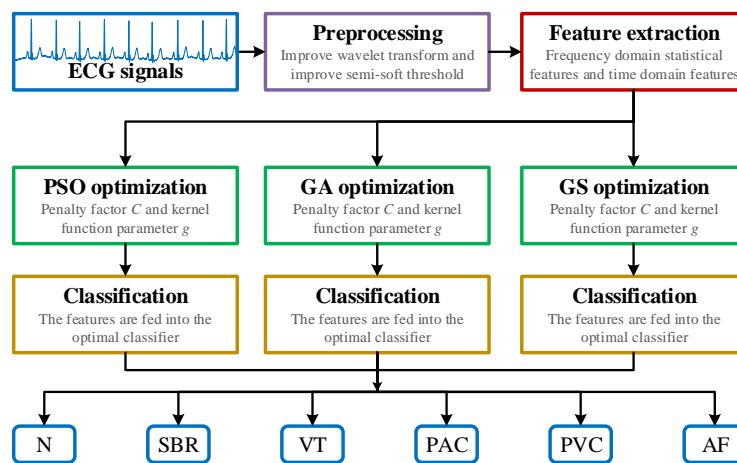 ECG signals
Preprocessing
Improve wavelet transform and
improve semi-soft threshold
Feature extraction
Frequency domain statistical
features and time domain features
PSO optimization
Penalty factor C and kernel
function parameter g
GA optimization
Penalty factor C and kernel
function parameter g
GS optimization
Penalty factor C and kernel
function parameter g
Classification
The features are fed into the
optimal classifier
Classification
The features are fed into the
optimal classifier
Classification
The features are fed into the
optimal classifier
N
SBR
VT
PAC
PVC
AF